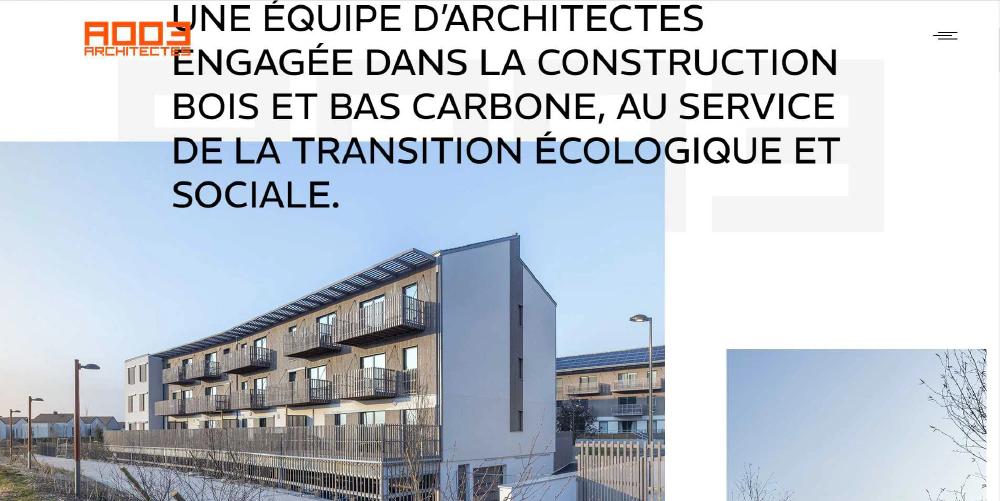 A003
ARCHITECTES
UNE ÉQUIPE D'ARCHITECTES
ENGAGÉE DANS LA CONSTRUCTION
BOIS ET BAS CARBONE, AU SERVICE
DE LA TRANSITION ÉCOLOGIQUE ET
SOCIALE.